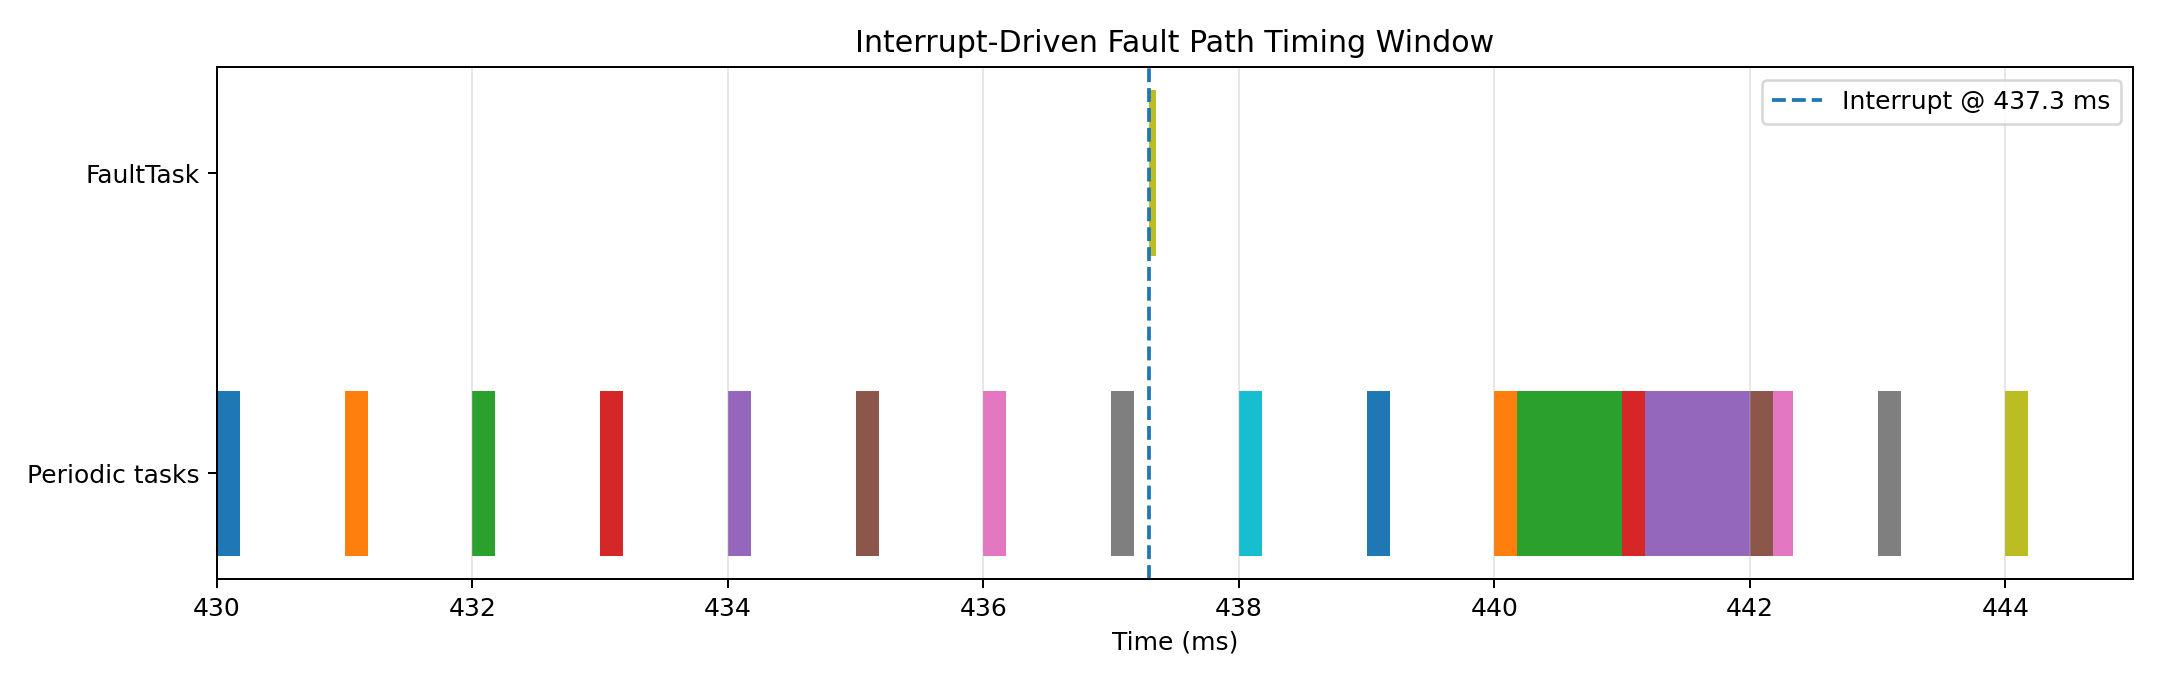 Interrupt-Driven Fault Path Timing Window
Interrupt @ 437.3 ms
FaultTask
Periodic tasks
430 432 434 436 438 440 442 444
Time (ms)